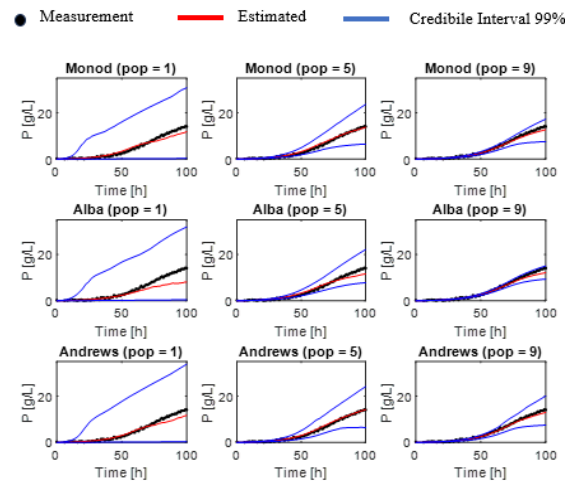 Measurement Estimated Credibile Interval 99%
Monod (pop = 1) Monod (pop = 5) Monod (pop = 9)
P [g/L] P [g/L] P [g/L]
20 20 20
0 0 0
0 50 100 0 50 100 0 50 100
Time [h] Time [h] Time [h]
Alba (pop = 1) Alba (pop = 5) Alba (pop = 9)
P [g/L] P [g/L] P [g/L]
20 20 20
0 0 0
0 50 100 0 50 100 0 50 100
Time [h] Time [h] Time [h]
Andrews (pop = 1) Andrews (pop = 5) Andrews (pop = 9)
P [g/L] P [g/L] P [g/L]
20 20 20
0 0 0
0 50 100 0 50 100 0 50 100
Time [h] Time [h] Time [h]